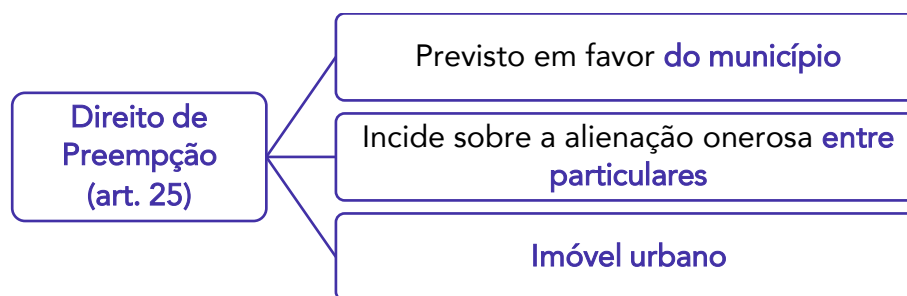 Direito de
Preempção
(art. 25)
Previsto em favor do município
Incide sobre a alienação onerosa entre
particulares
Imóvel urbano